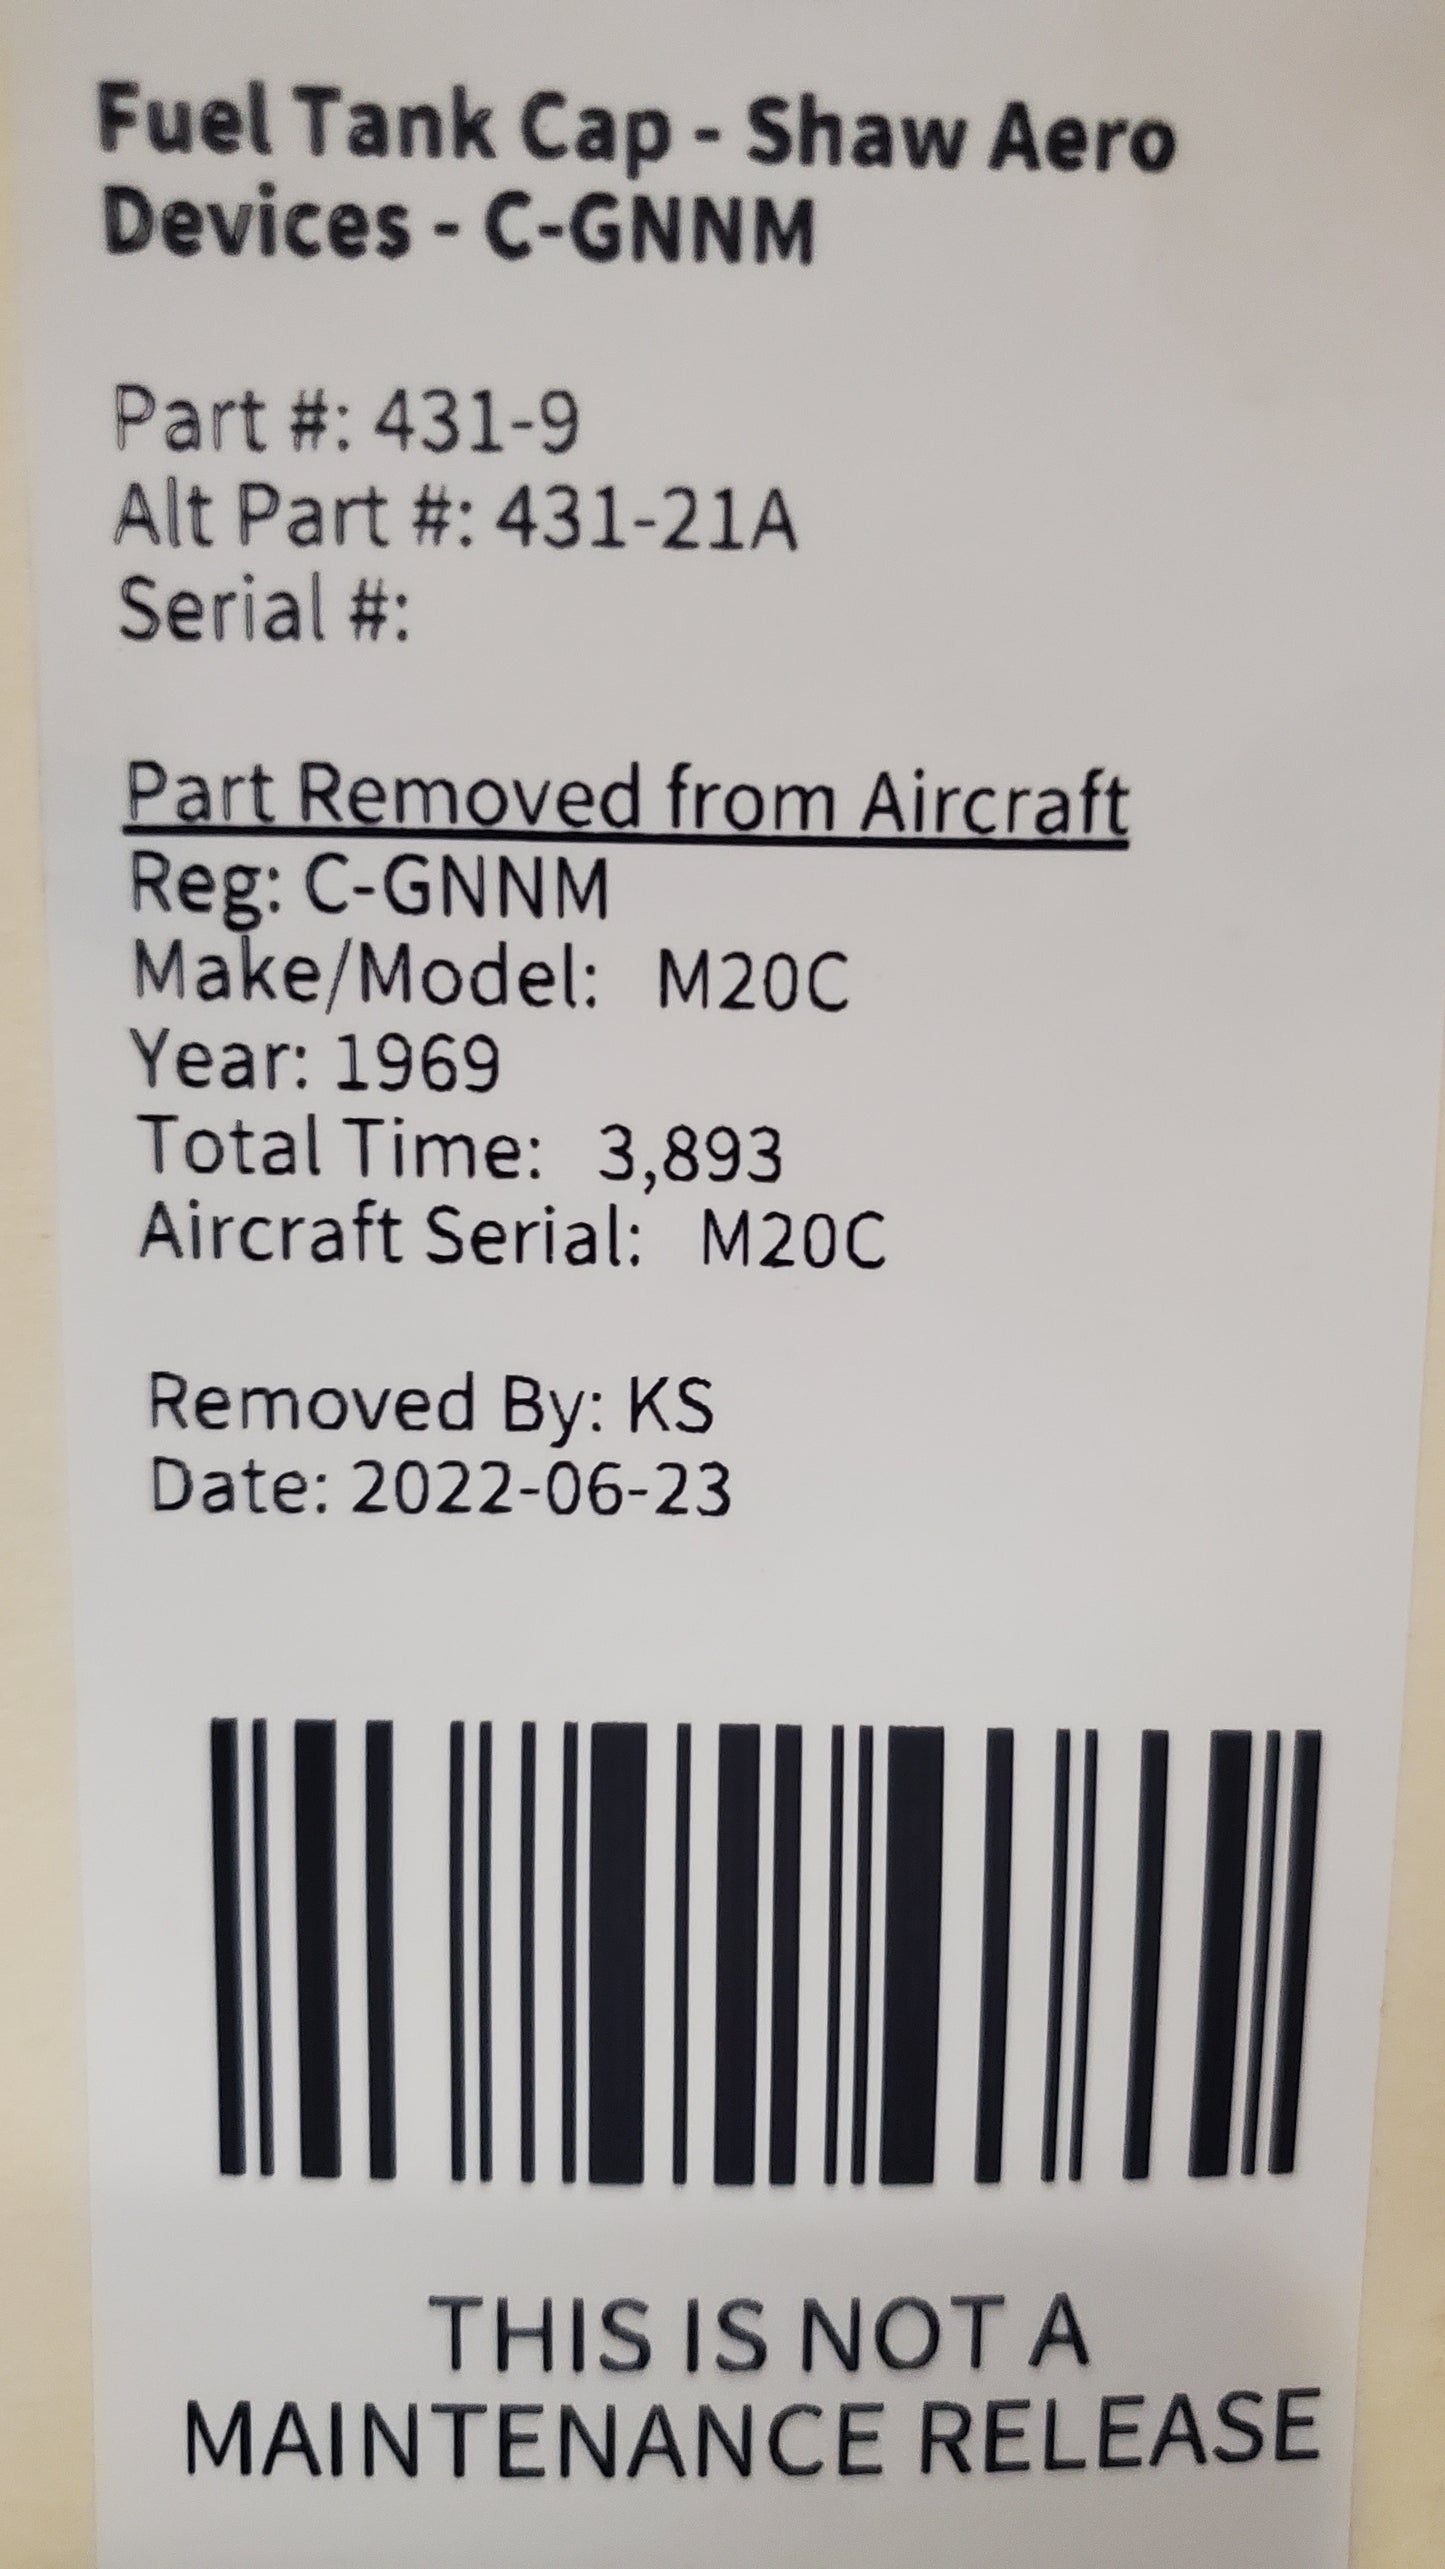 Fuel Tank Cap - Shaw Aero
Devices - C-GNNM
Part #: 431-9
Alt Part #: 431-21A
Serial #:
Part Removed from Aircraft
Reg: C-GNNM
Make/Model: M20C
Year: 1969
Total Time: 3,893
Aircraft Serial: M20C
Removed By: KS
Date: 2022-06-23
THIS IS NOT A
MAINTENANCE RELEASE